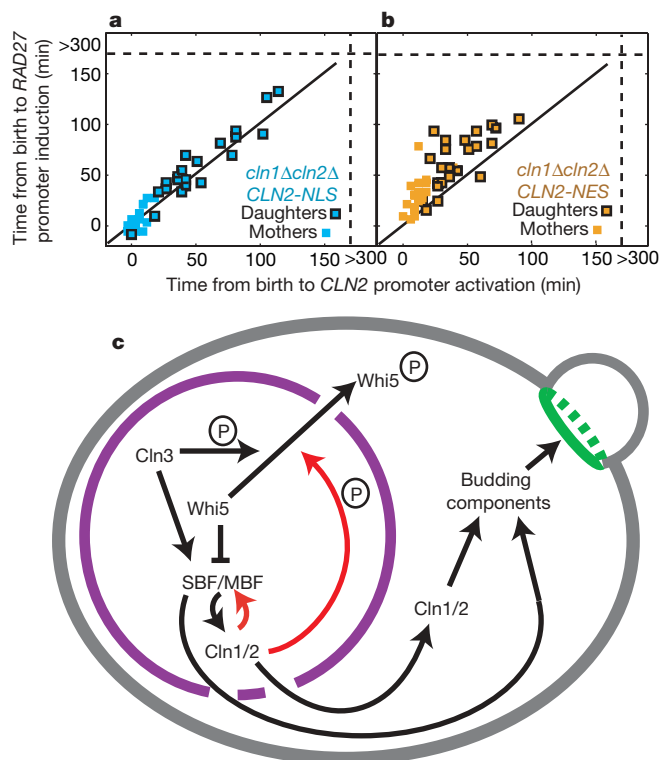 a
b
Time from birth to RAD27
promoter induction (min)
>300
150
100
50
0
cln1Δcln2Δ
CLN2-NLS
Daughters
Mothers
cln1Δcln2Δ
CLN2-NES
Daughters
Mothers
0 50 100 150 >300
0 50 100 150 >300
Time from birth to CLN2 promoter activation (min)
c
Whi5 P
P
Cln3
P
Whi5
Budding
components
SBF/MBF
Cln1/2
Cln1/2